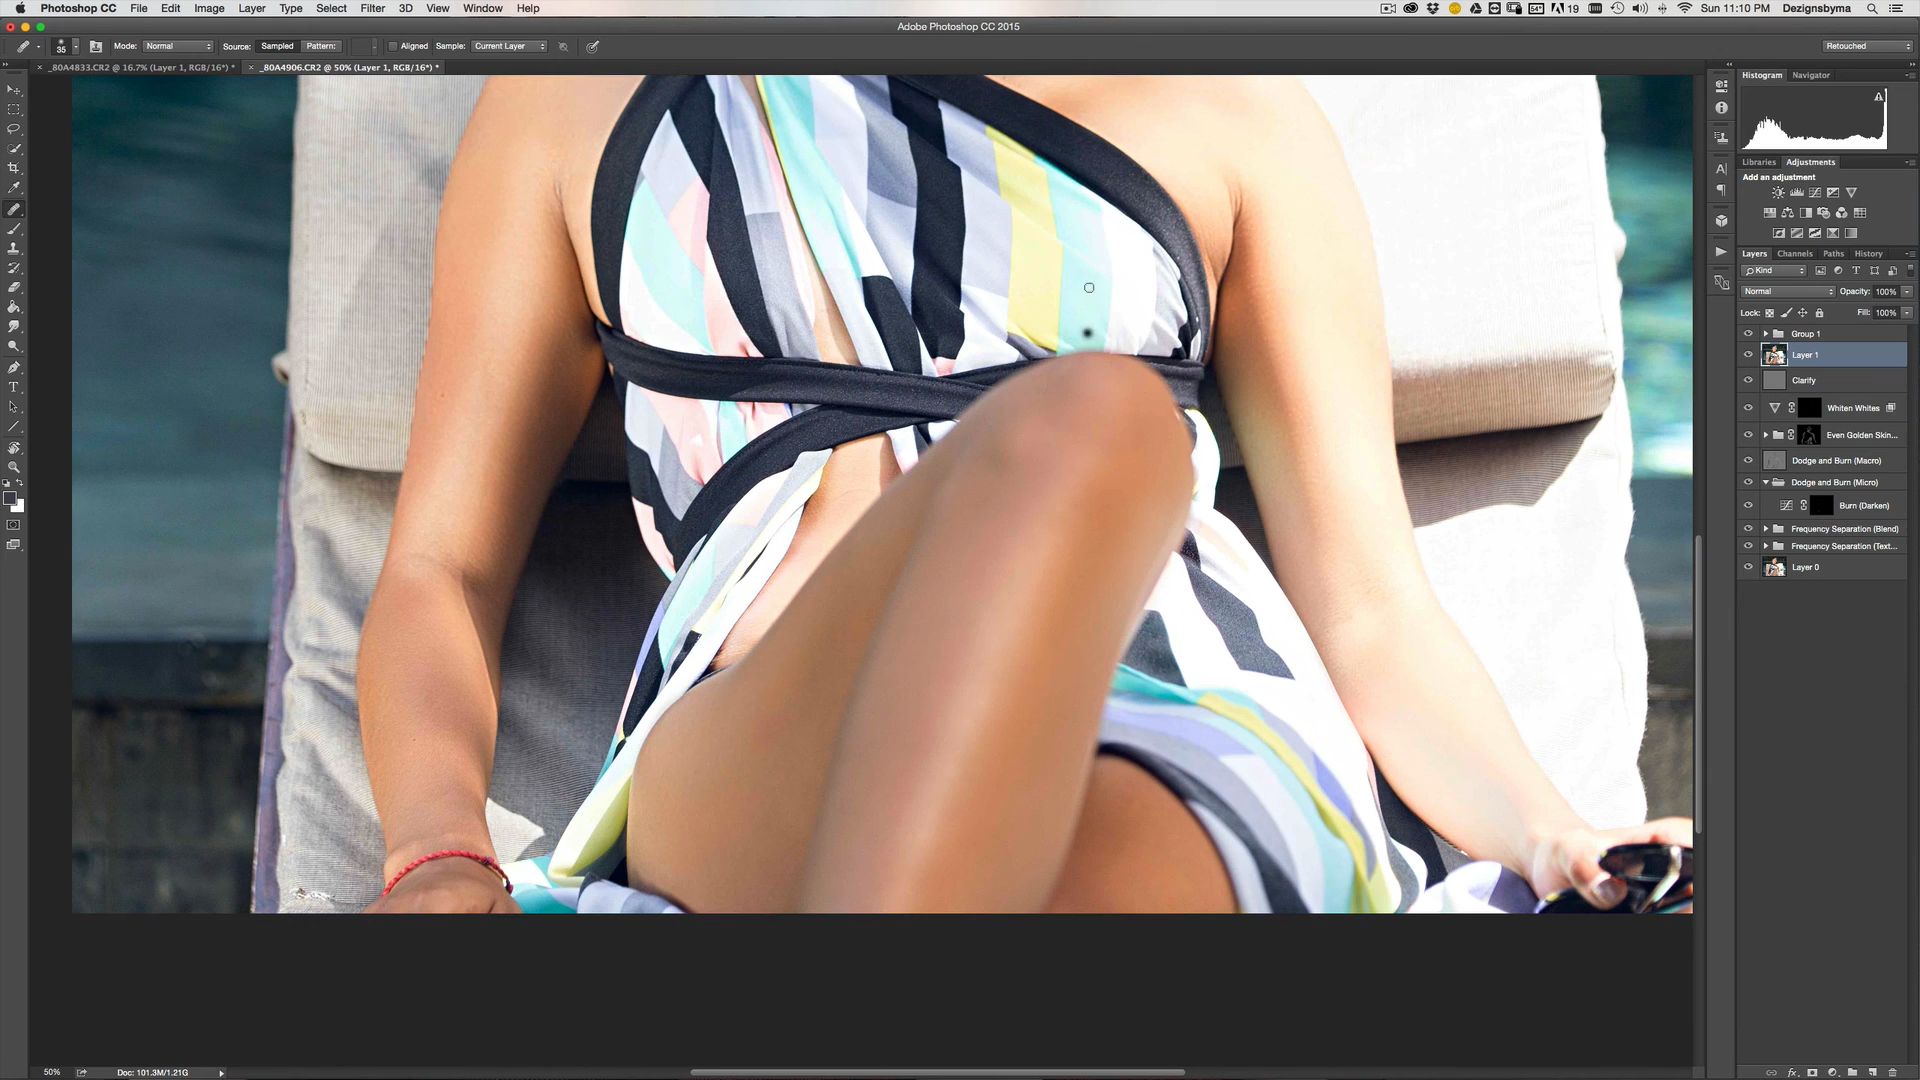 Photoshop CC File Edit Image Layer Type Select Filter 3D View Window Help 54° 19 Sun 11:10 PM Dezignsbyma
Adobe Photoshop CC 2015
35 Mode: Normal Source: Sampled Pattern: Aligned Sample: Current Layer Retouched
× _80A4833.CR2 @ 16.7% (Layer 1, RGB/16*) * × _80A4906.CR2 @ 50% (Layer 1, RGB/16*) *
Histogram Navigator
Libraries Adjustments
Add an adjustment
Layers Channels Paths History
Kind
Normal Opacity: 100%
Lock: Fill: 100%
Group 1
Layer 1
Clarify
Whiten Whites
Even Golden Skin...
Dodge and Burn (Macro)
Dodge and Burn (Micro)
Burn (Darken)
Frequency Separation (Blend)
Frequency Separation (Text...
Layer 0
50% Doc: 101.3M/1.21G